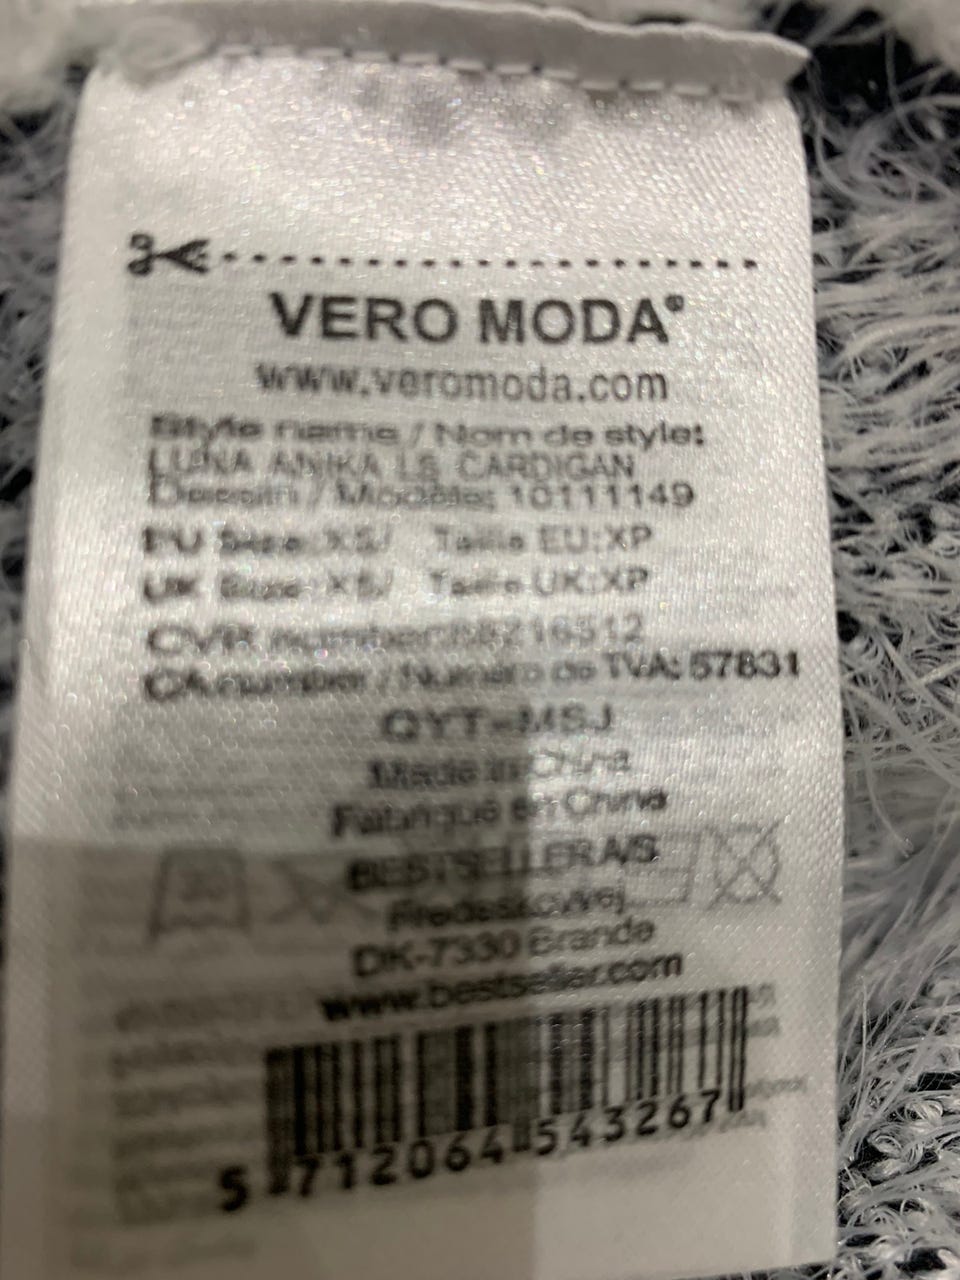 VERO MODA®
www.veromoda.com
Style name / Nom de style:
LUNA ANIKA LS CARDIGAN
Dessin / Modèle: 10111149
EU Size:XS/ Taille EU:XP
UK Size:XS/ Taille UK:XP
CVR number:88216512
CA number / Numéro de TVA: 57831
QYT-MSJ
Made in China
Fabriqué en Chine
BESTSELLER A/S
Fredskovvej
DK-7330 Brande
www.bestseller.com
5 712064 543267